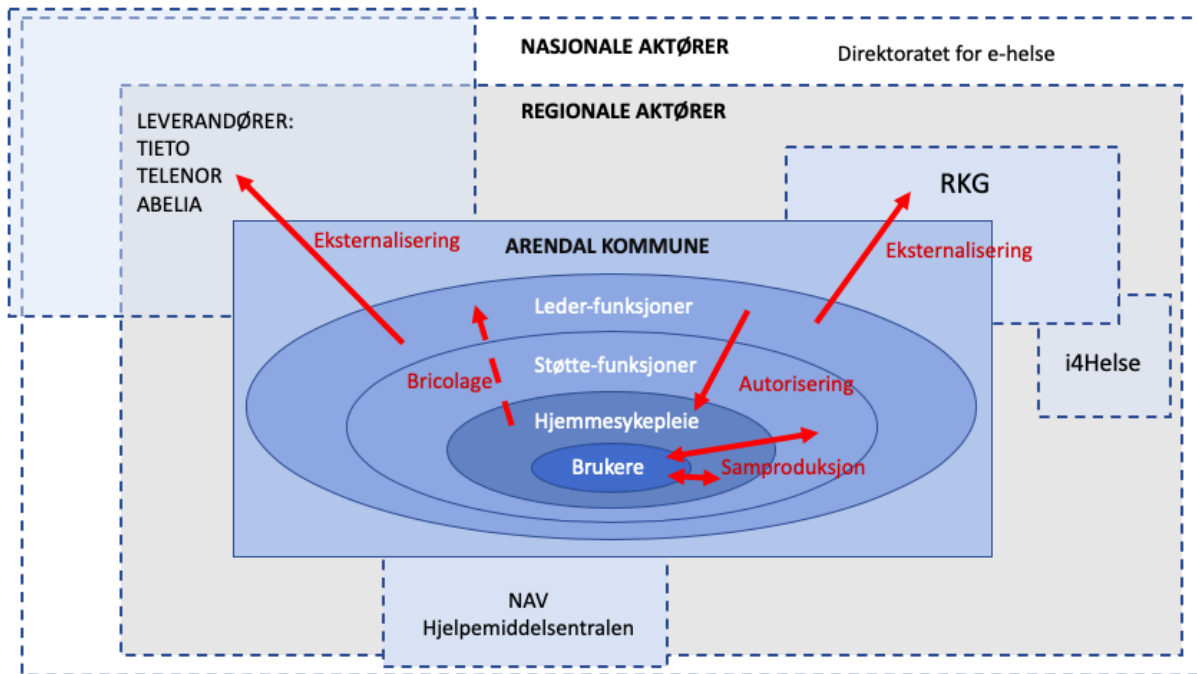 NASJONALE AKTØRER
Direktoratet for e-helse
REGIONALE AKTØRER
LEVERANDØRER:
TIETO
TELENOR
ABELIA
RKG
Eksternalisering
ARENDAL KOMMUNE
Eksternalisering
Leder-funksjoner
Støtte-funksjoner
i4Helse
Bricolage
Autorisering
Hjemmesykepleie
Brukere
Samproduksjon
NAV
Hjelpemiddelsentralen